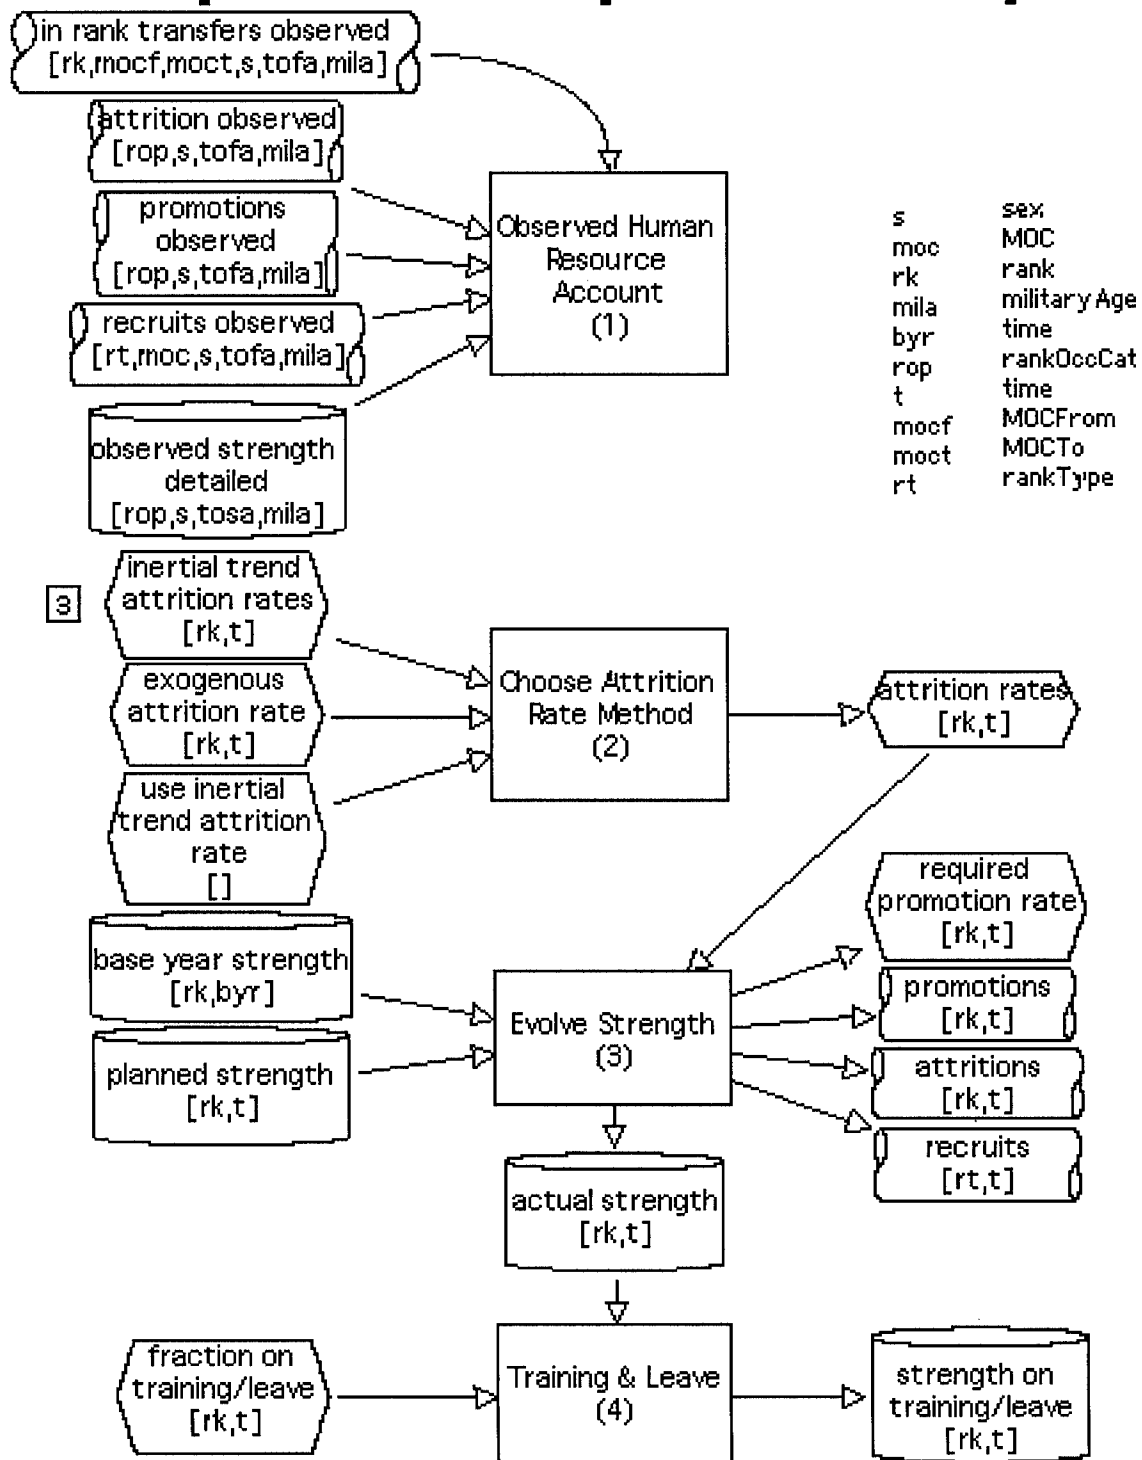 in rank transfers observed
[rk,mocf,moct,s,tofa,mila]
attrition observed
[rop,s,tofa,mila]
promotions
observed
[rop,s,tofa,mila]
recruits observed
[rt,moc,s,tofa,mila]
observed strength
detailed
[rop,s,tosa,mila]
Observed Human
Resource
Account
(1)
s sex
moc MOC
rk rank
mila military Age
byr time
rop rankOccCat
t time
mocf MOCFrom
moct MOCTo
rt rankType
3
inertial trend
attrition rates
[rk,t]
exogenous
attrition rate
[rk,t]
use inertial
trend attrition
rate
[]
Choose Attrition
Rate Method
(2)
attrition rates
[rk,t]
base year strength
[rk,byr]
planned strength
[rk,t]
Evolve Strength
(3)
required
promotion rate
[rk,t]
promotions
[rk,t]
attritions
[rk,t]
recruits
[rt,t]
actual strength
[rk,t]
fraction on
training/leave
[rk,t]
Training & Leave
(4)
strength on
training/leave
[rk,t]